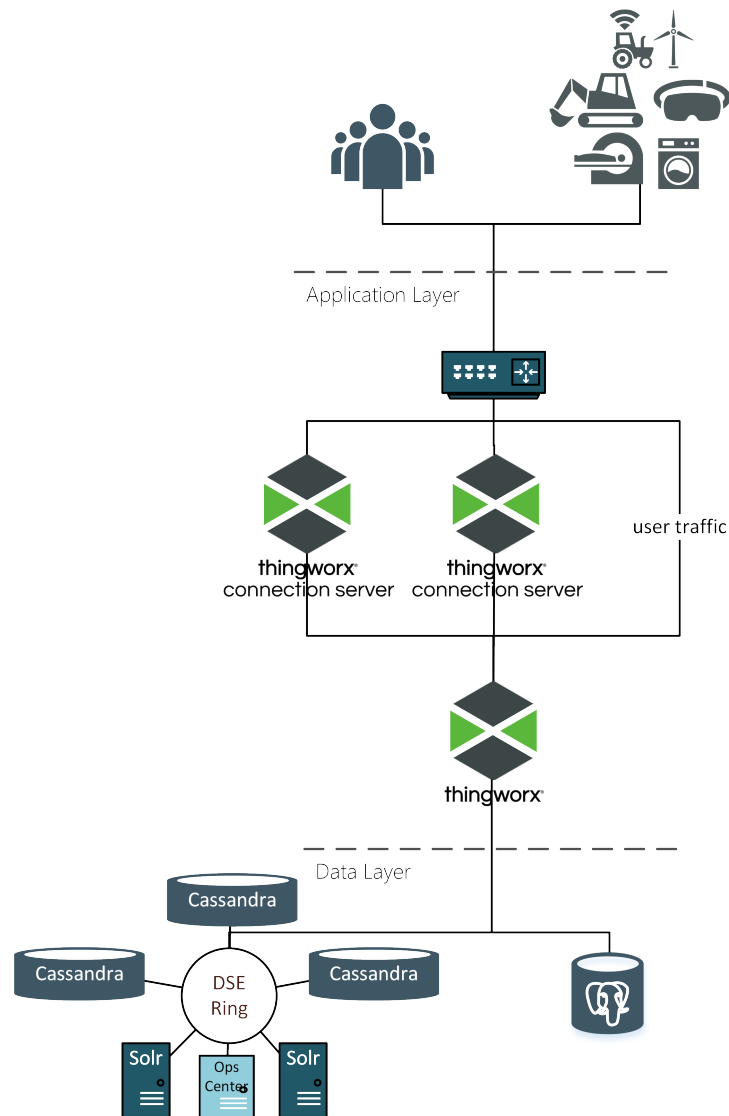 Application Layer
user traffic
thingworx®
connection server
thingworx®
connection server
thingworx®
Data Layer
Cassandra
Cassandra
Cassandra
DSE
Ring
Solr
Ops
Center
Solr